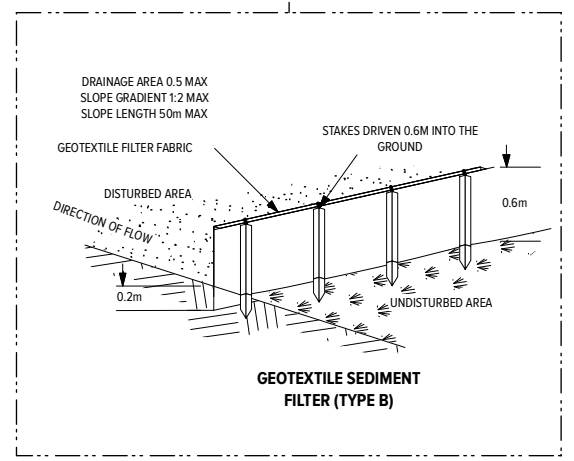 DRAINAGE AREA 0.5 MAX
SLOPE GRADIENT 1:2 MAX
SLOPE LENGTH 50m MAX
GEOTEXTILE FILTER FABRIC
STAKES DRIVEN 0.6M INTO THE
GROUND
DISTURBED AREA
DIRECTION OF FLOW
0.6m
0.2m
UNDISTURBED AREA
GEOTEXTILE SEDIMENT
FILTER (TYPE B)